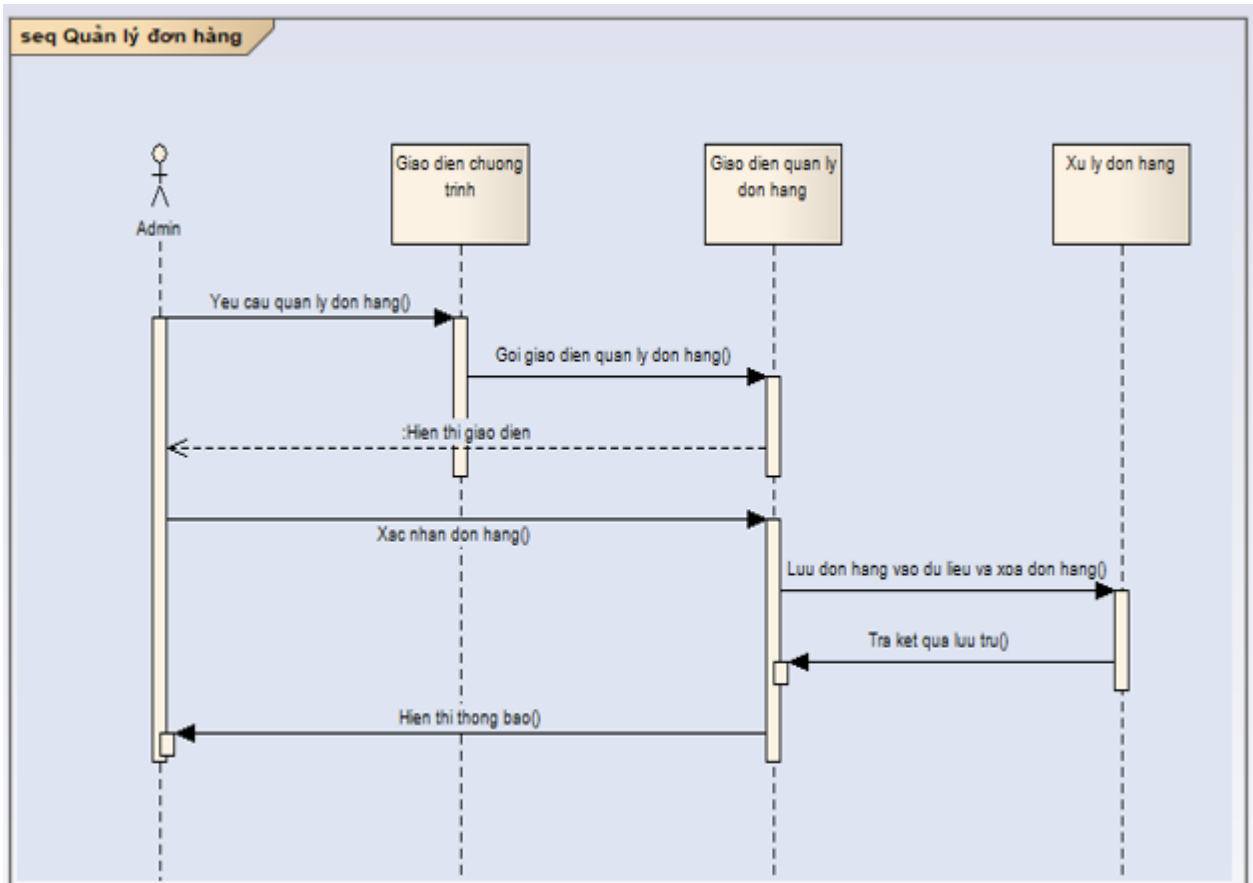 seq Quản lý đơn hàng
Admin
Giao dien chuong
trinh
Giao dien quan ly
don hang
Xu ly don hang
Yeu cau quan ly don hang()
Goi giao dien quan ly don hang()
:Hien thi giao dien
Xac nhan don hang()
Luu don hang vao du lieu va xoa don hang()
Tra ket qua luu tru()
Hien thi thong bao()